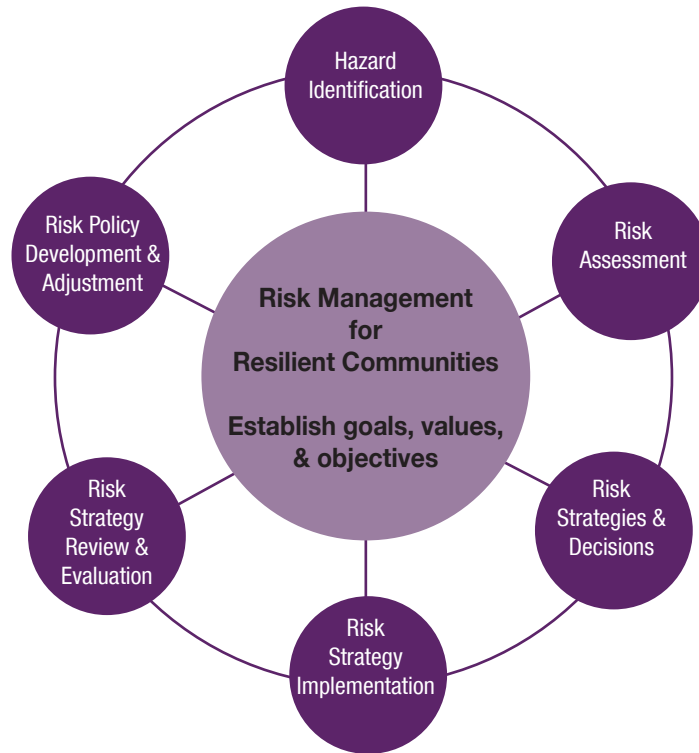 Hazard
Identification
Risk
Assessment
Risk
Strategies &
Decisions
Risk
Strategy
Implementation
Risk
Strategy
Review &
Evaluation
Risk Policy
Development &
Adjustment
Risk Management
for
Resilient Communities
Establish goals, values,
& objectives